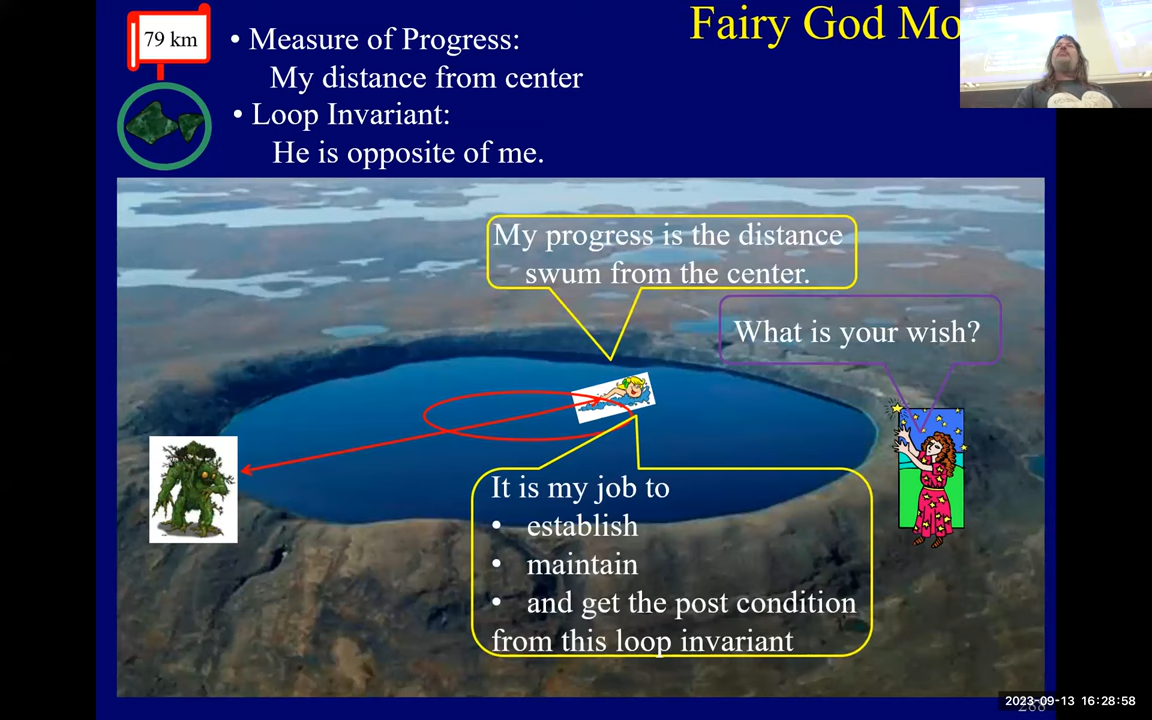 Fairy God Mo
79 km
• Measure of Progress:
My distance from center
• Loop Invariant:
He is opposite of me.
My progress is the distance
swum from the center.
What is your wish?
It is my job to
• establish
• maintain
• and get the post condition
from this loop invariant
2023-09-13 16:28:58